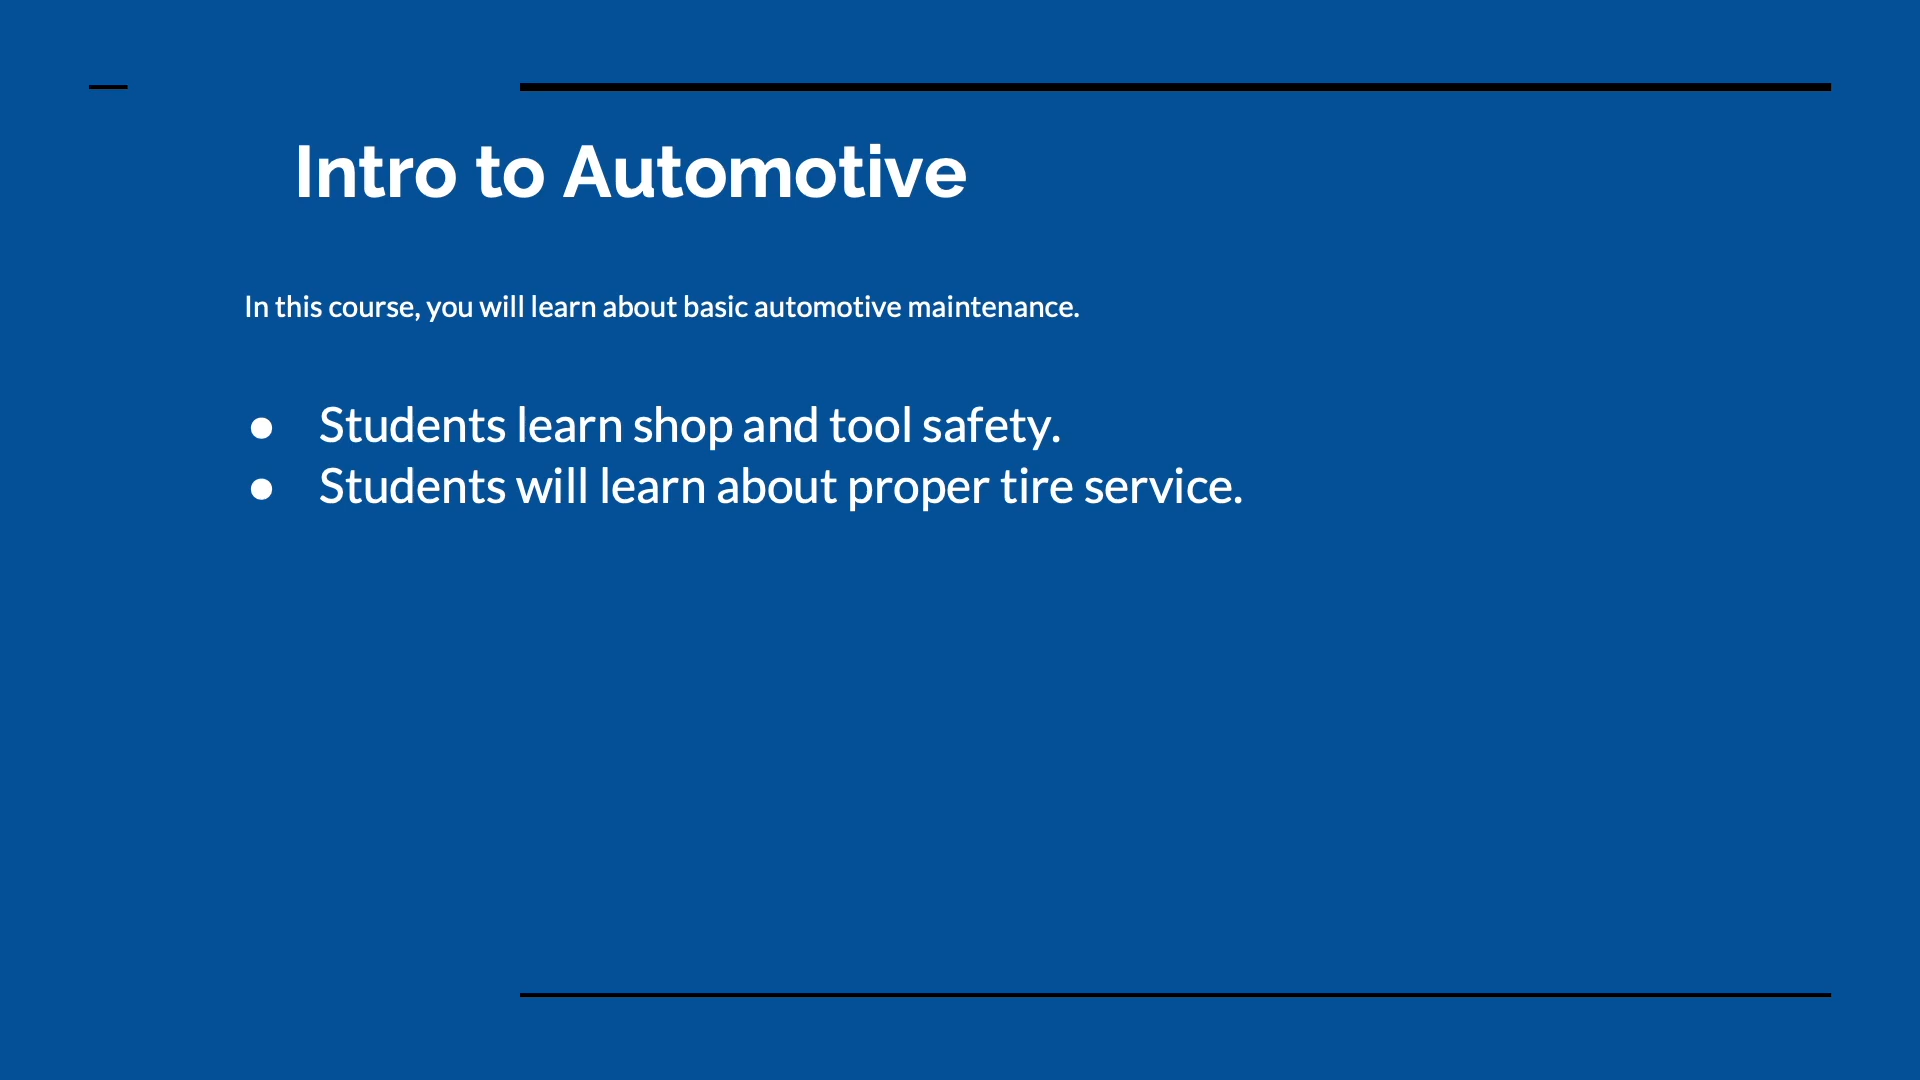 Intro to Automotive
In this course, you will learn about basic automotive maintenance.
● Students learn shop and tool safety.
● Students will learn about proper tire service.